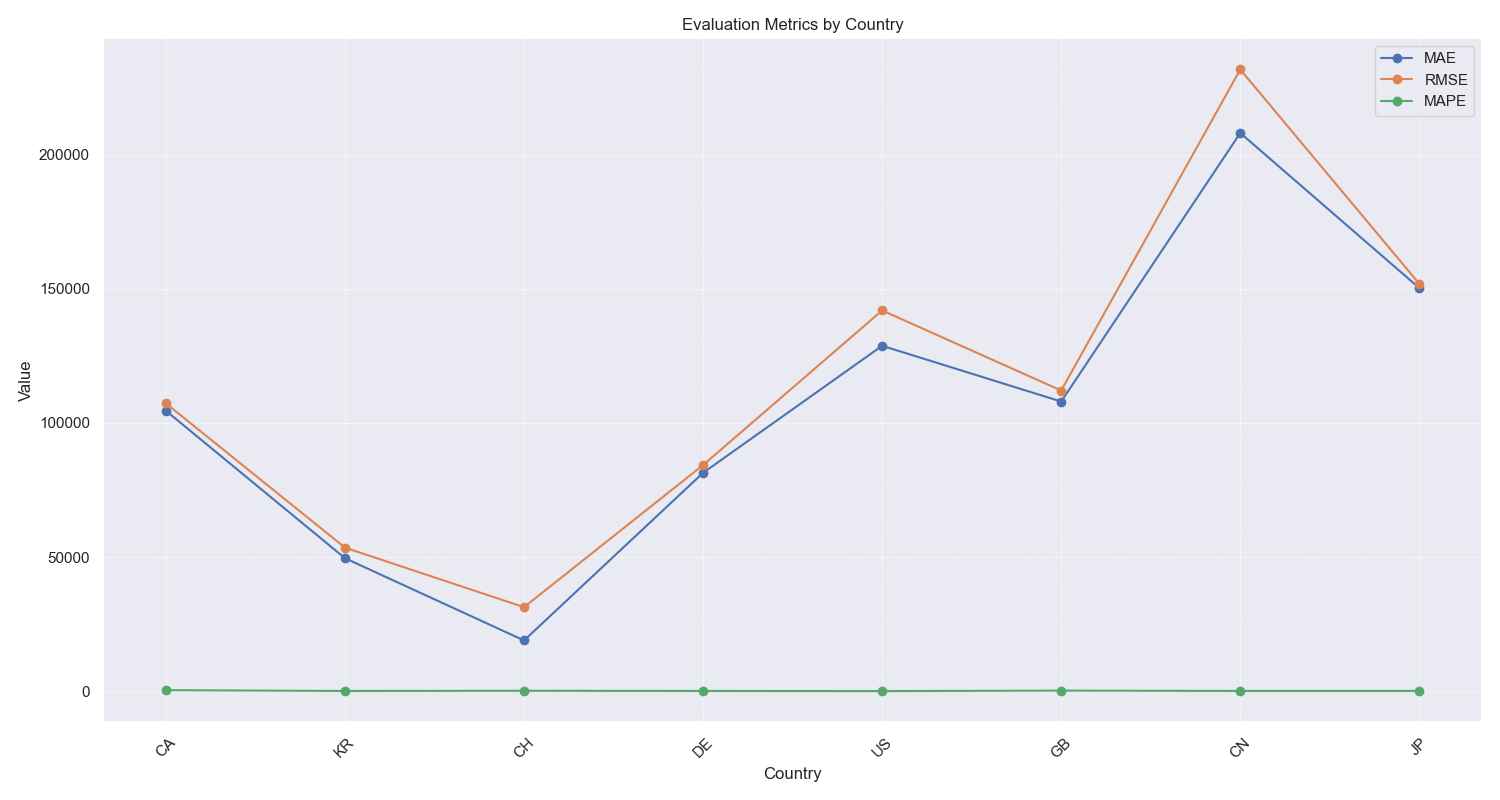 Evaluation Metrics by Country
MAE
RMSE
MAPE
Value
200000
150000
100000
50000
0
CA
KR
CH
DE
US
GB
CN
JP
Country